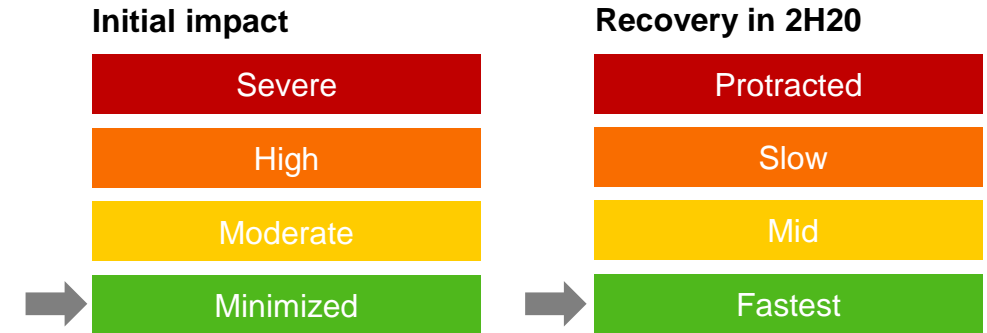 Initial impact
Severe
High
Moderate
Minimized
Recovery in 2H20
Protracted
Slow
Mid
Fastest